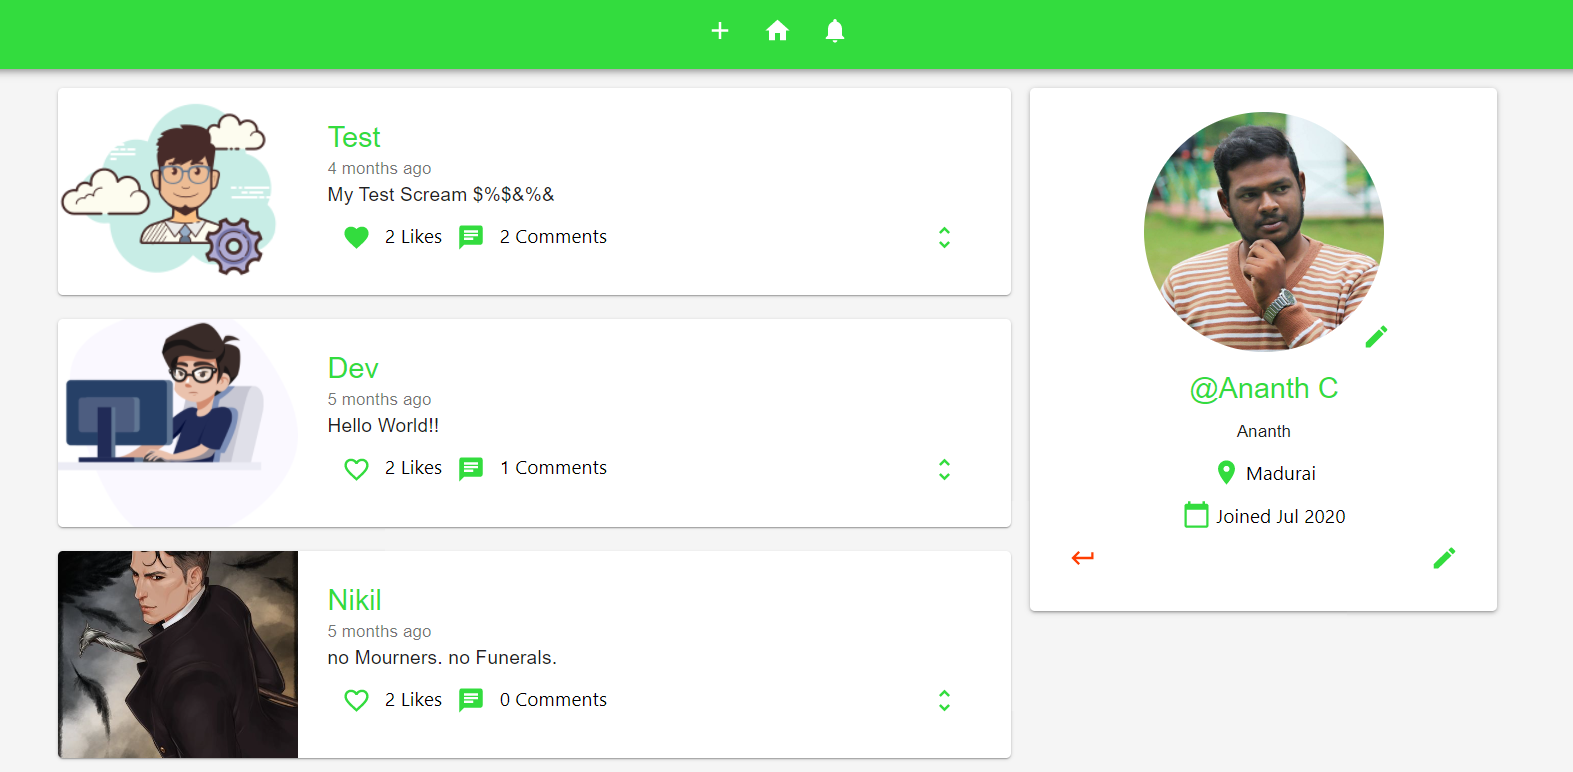 Test
4 months ago
My Test Scream $%$&%&
2 Likes 2 Comments
Dev
5 months ago
Hello World!!
2 Likes 1 Comments
Nikil
5 months ago
no Mourners. no Funerals.
2 Likes 0 Comments
@Ananth C
Ananth
Madurai
Joined Jul 2020